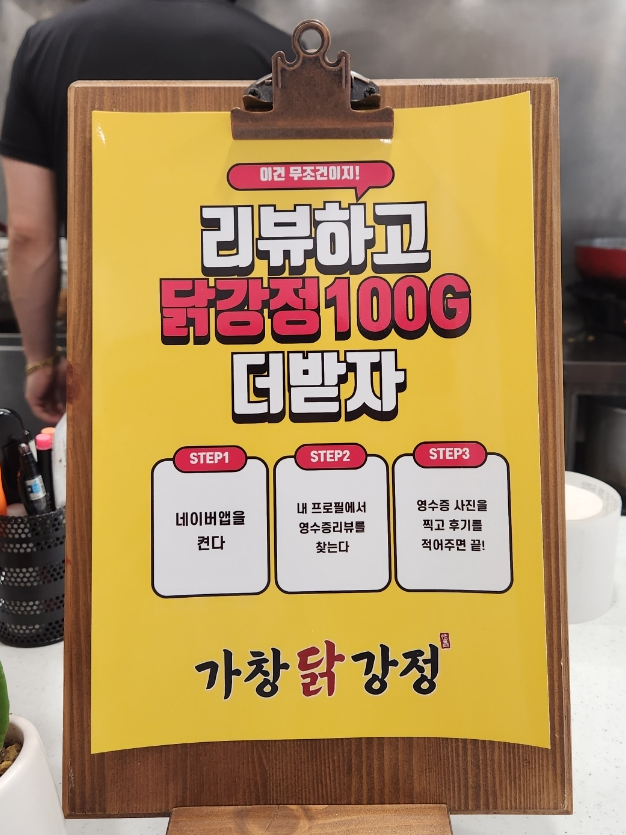 이건 무조건이지!
리뷰하고
닭강정100G
더받자
STEP1
네이버앱을
켠다
STEP2
내 프로필에서
영수증리뷰를
찾는다
STEP3
영수증 사진을
찍고 후기를
적어주면 끝!
가창닭강정